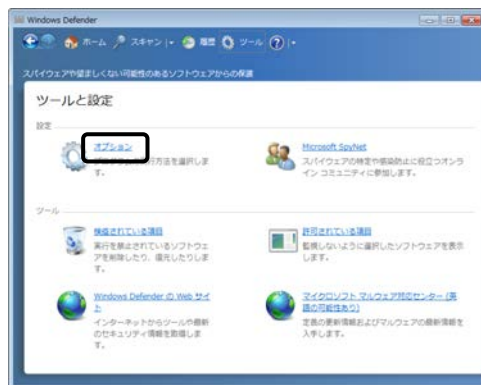 Windows Defender
ホーム スキャン 履歴 ツール
スパイウェアや望ましくない可能性のあるソフトウェアからの保護
ツールと設定
設定
オプション
方法を選択しま
す。
Microsoft SpyNet
スパイウェアの特定や感染防止に役立つオンラ
イン コミュニティに参加します。
ツール
検疫されている項目
実行を禁止されているソフトウェ
アを削除したり、復元したりしま
す。
許可されている項目
監視しないように選択したソフトウェアを表示
します。
Windows Defender の Web サイ
ト
インターネットからツールや最新
のセキュリティ情報を取得しま
す。
マイクロソフト マルウェア対応センター (英
語の可能性あり)
定義の更新情報およびマルウェアの最新情報を
入手します。